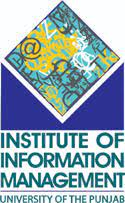 INSTITUTE OF
INFORMATION
MANAGEMENT
UNIVERSITY OF THE PUNJAB